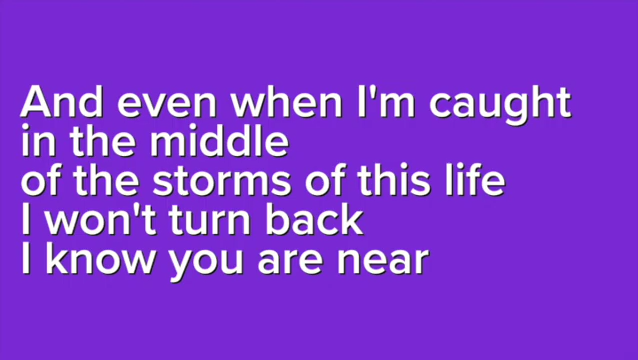 And even when I'm caught
in the middle
of the storms of this life
I won't turn back
I know you are near